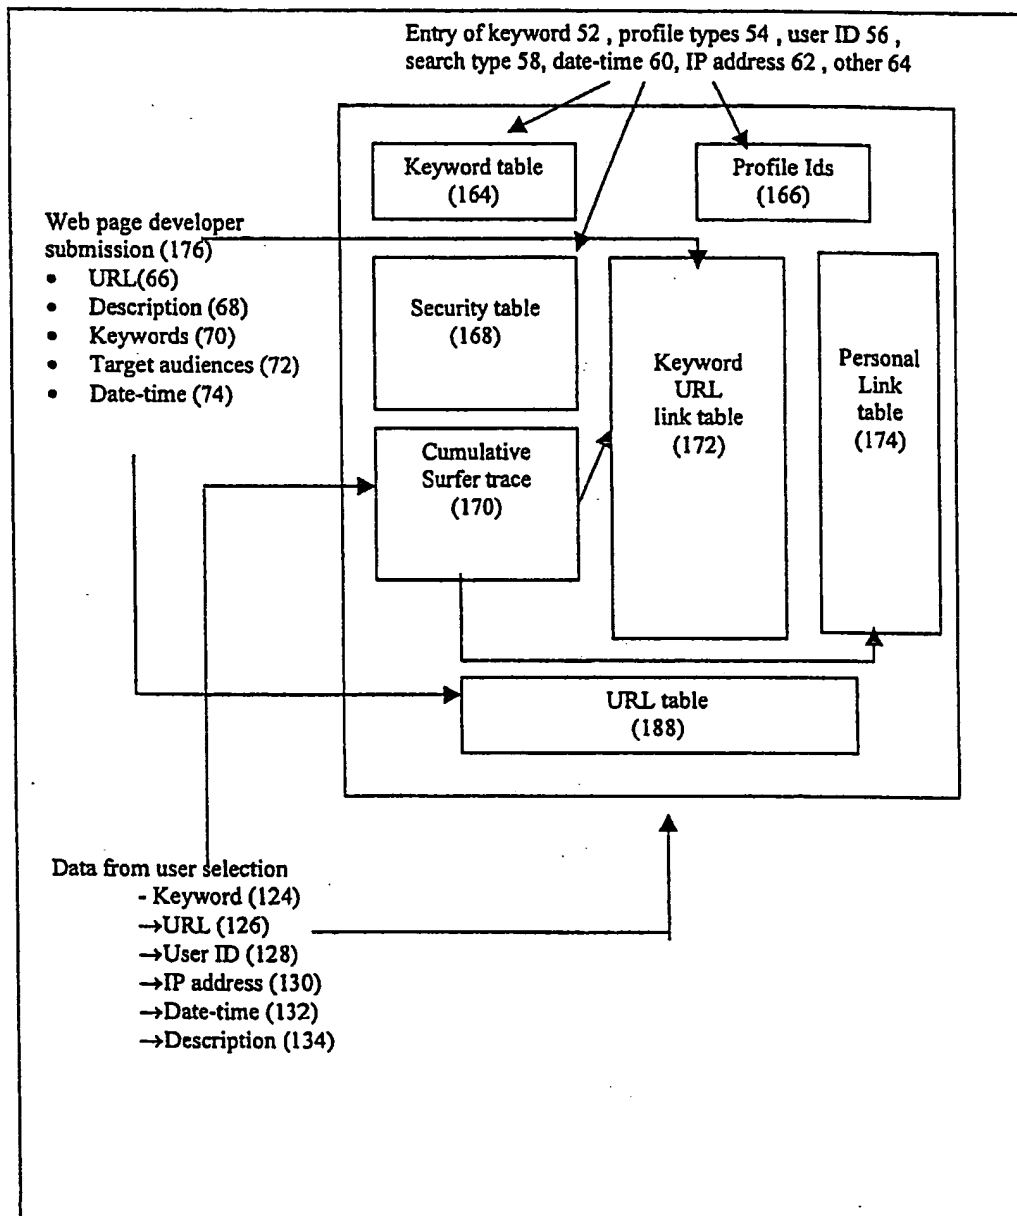 Entry of keyword 52 , profile types 54 , user ID 56 ,
search type 58, date-time 60, IP address 62 , other 64
Keyword table
(164)
Profile Ids
(166)
Web page developer
submission (176)
• URL(66)
• Description (68)
• Keywords (70)
• Target audiences (72)
• Date-time (74)
Security table
(168)
Keyword
URL
link table
(172)
Personal
Link
table
(174)
Cumulative
Surfer trace
(170)
URL table
(188)
Data from user selection
- Keyword (124)
→URL (126)
→User ID (128)
→IP address (130)
→Date-time (132)
→Description (134)